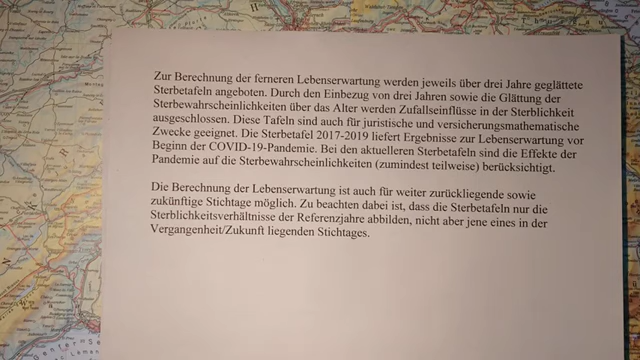 Zur Berechnung der ferneren Lebenserwartung werden jeweils über drei Jahre geglättete
Sterbetafeln angeboten. Durch den Einbezug von drei Jahren sowie die Glättung der
Sterbewahrscheinlichkeiten über das Alter werden Zufallseinflüsse in der Sterblichkeit
ausgeschlossen. Diese Tafeln sind auch für juristische und versicherungsmathematische
Zwecke geeignet. Die Sterbetafel 2017-2019 liefert Ergebnisse zur Lebenserwartung vor
Beginn der COVID-19-Pandemie. Bei den aktuelleren Sterbetafeln sind die Effekte der
Pandemie auf die Sterbewahrscheinlichkeiten (zumindest teilweise) berücksichtigt.
Die Berechnung der Lebenserwartung ist auch für weiter zurückliegende sowie
zukünftige Stichtage möglich. Zu beachten dabei ist, dass die Sterbetafeln nur die
Sterblichkeitsverhältnisse der Referenzjahre abbilden, nicht aber jene eines in der
Vergangenheit/Zukunft liegenden Stichtages.